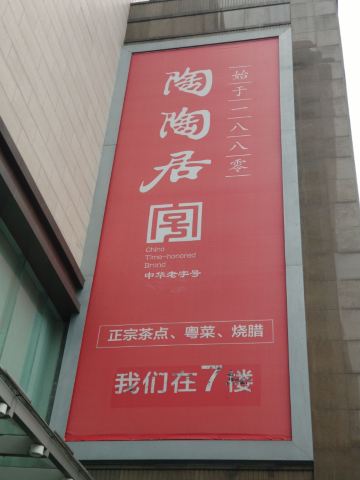 陶陶居
始于一八八零
China
Time-honored
Brand
中华老字号
正宗茶点、粤菜、烧腊
我们在7楼